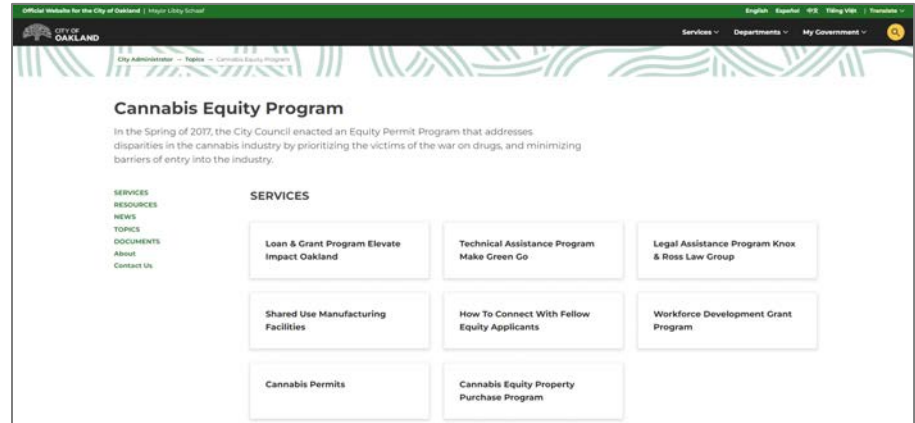 Official Website for the City of Oakland | Mayor Libby Schaaf
English Español 中文 Tiếng Việt | Translate
CITY OF
OAKLAND
Services Departments My Government
City Administrator → Topics → Cannabis Equity Program
Cannabis Equity Program
In the Spring of 2017, the City Council enacted an Equity Permit Program that addresses
disparities in the cannabis industry by prioritizing the victims of the war on drugs, and minimizing
barriers of entry into the industry.
SERVICES
RESOURCES
NEWS
TOPICS
DOCUMENTS
About
Contact Us
SERVICES
Loan & Grant Program Elevate
Impact Oakland
Technical Assistance Program
Make Green Go
Legal Assistance Program Knox
& Ross Law Group
Shared Use Manufacturing
Facilities
How To Connect With Fellow
Equity Applicants
Workforce Development Grant
Program
Cannabis Permits
Cannabis Equity Property
Purchase Program